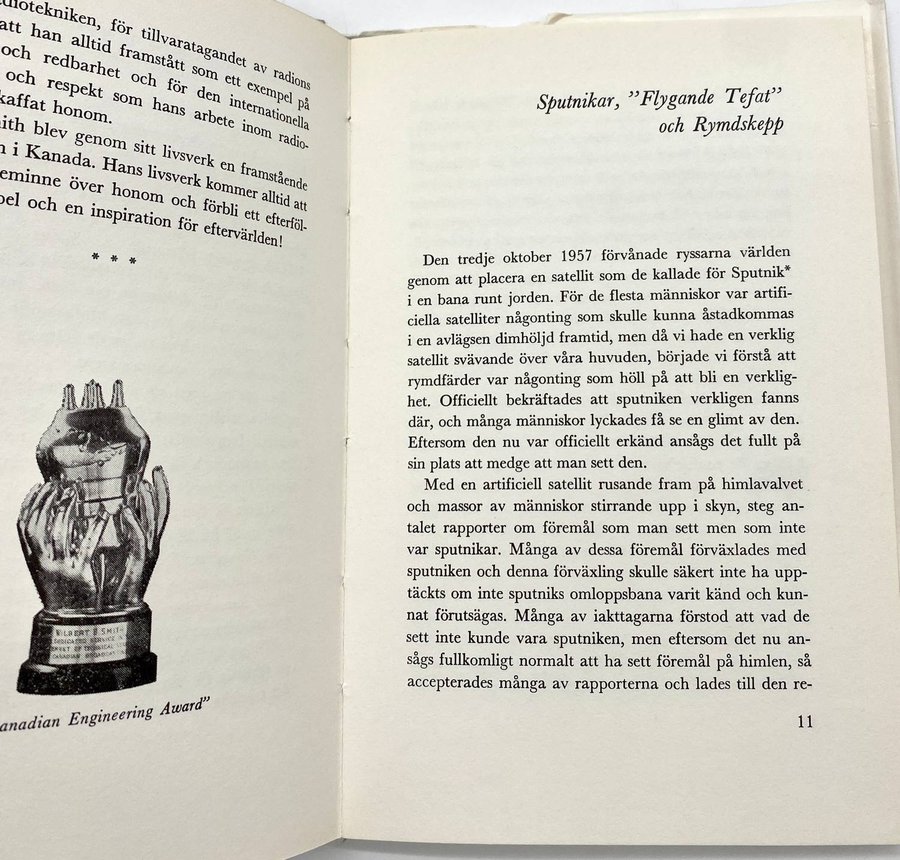 diotekniken, för tillvaratagandet av radions
att han alltid framstått som ett exempel på
och redbarhet och för den internationella
och respekt som hans arbete inom radio-
kaffat honom.
mith blev genom sitt livsverk en framstående
n i Kanada. Hans livsverk kommer alltid att
eminne över honom och förbli ett efterföl-
pel och en inspiration för eftervärlden!
* * *
WILBERT B. SMITH
DEDICATED SERVICE IN
OF TECHNICAL
CANADIAN BROADCASTING
anadian Engineering Award"
Sputnikar, "Flygande Tefat"
och Rymdskepp
Den tredje oktober 1957 förvånade ryssarna världen
genom att placera en satellit som de kallade för Sputnik*
i en bana runt jorden. För de flesta människor var artifi-
ciella satelliter någonting som skulle kunna åstadkommas
i en avlägsen dimhöljd framtid, men då vi hade en verklig
satellit svävande över våra huvuden, började vi förstå att
rymdfärder var någonting som höll på att bli en verklig-
het. Officiellt bekräftades att sputniken verkligen fanns
där, och många människor lyckades få se en glimt av den.
Eftersom den nu var officiellt erkänd ansågs det fullt på
sin plats att medge att man sett den.
Med en artificiell satellit rusande fram på himlavalvet
och massor av människor stirrande upp i skyn, steg an-
talet rapporter om föremål som man sett men som inte
var sputnikar. Många av dessa föremål förväxlades med
sputniken och denna förväxling skulle säkert inte ha upp-
täckts om inte sputniks omloppsbana varit känd och kun-
nat förutsägas. Många av iakttagarna förstod att vad de
sett inte kunde vara sputniken, men eftersom det nu an-
sågs fullkomligt normalt att ha sett föremål på himlen, så
accepterades många av rapporterna och lades till den re-
11